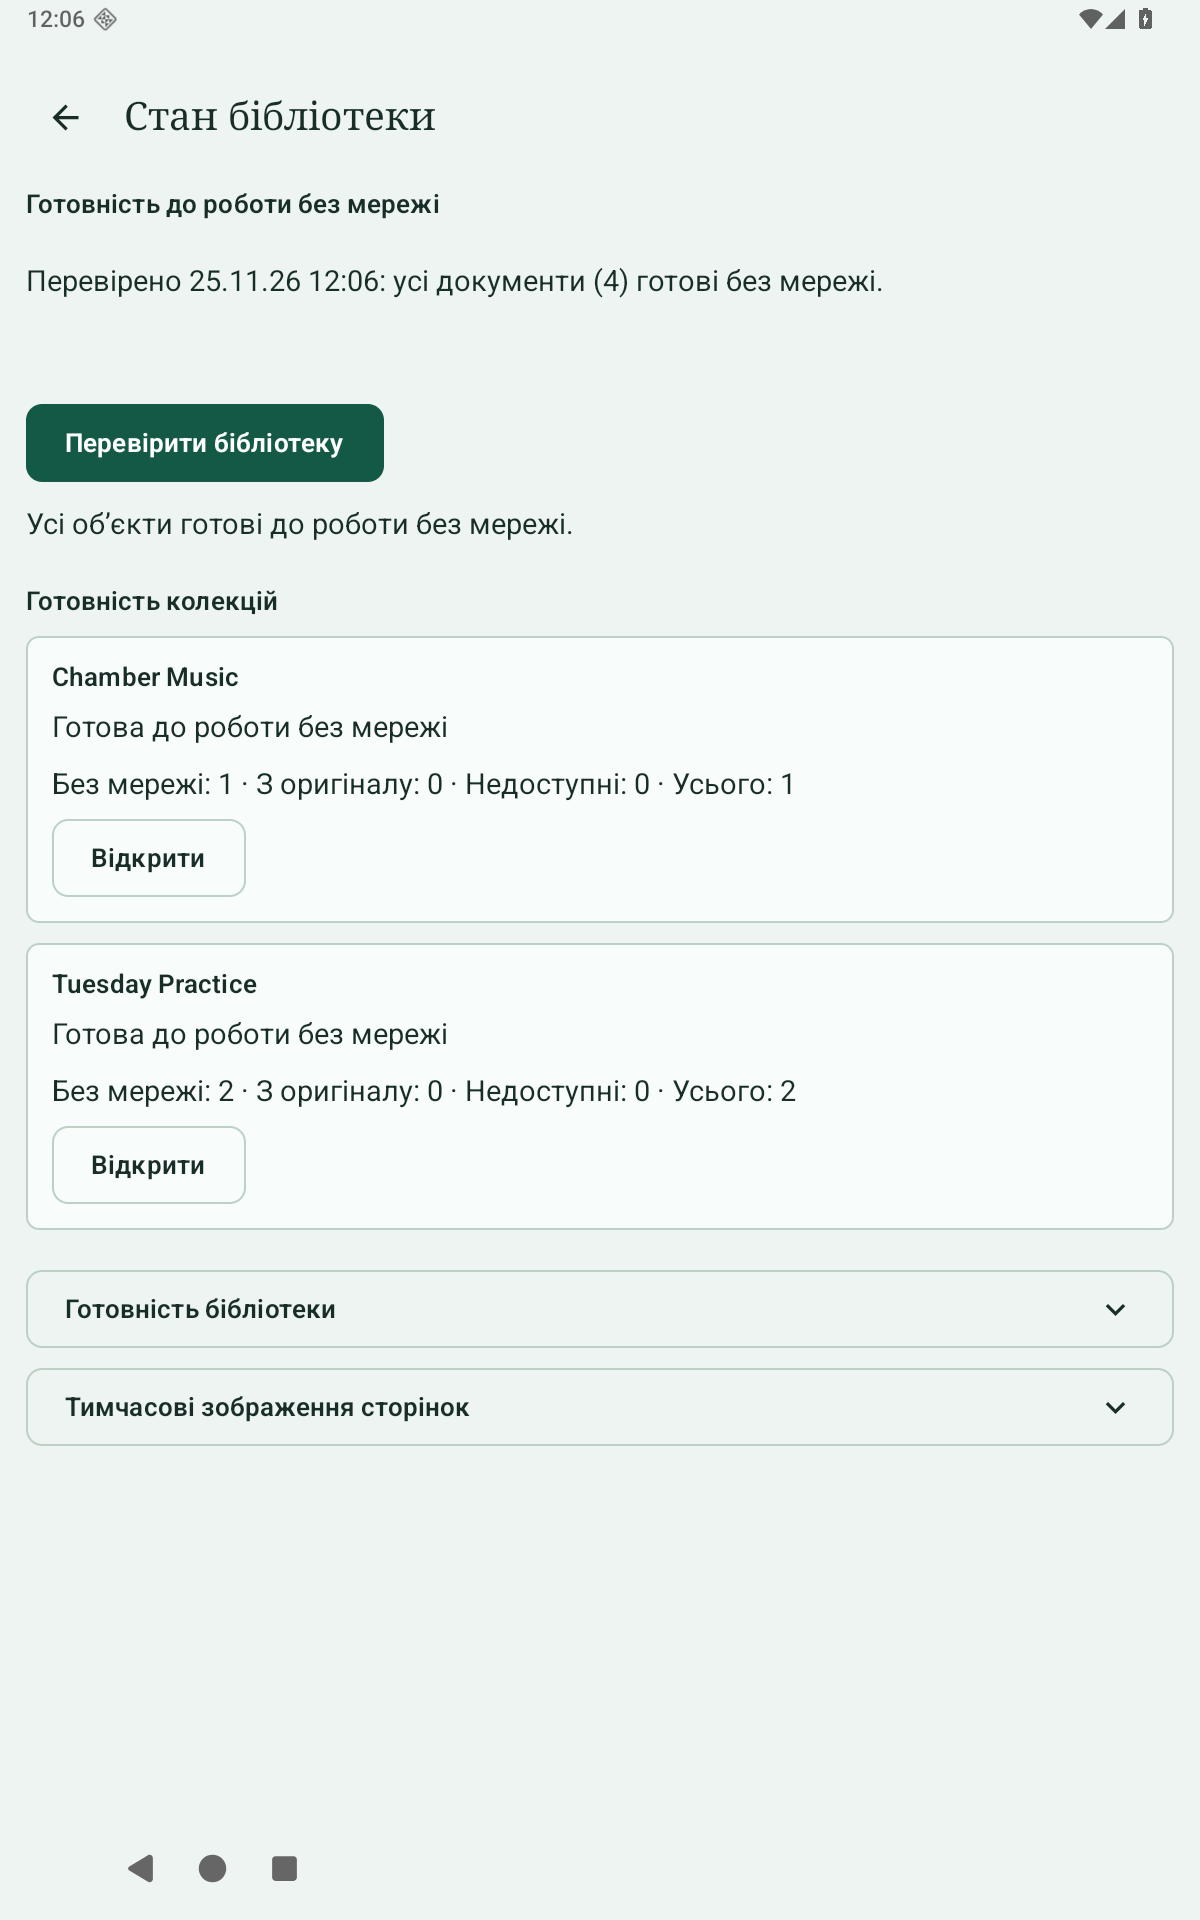 12:06
Стан бібліотеки
Готовність до роботи без мережі
Перевірено 25.11.26 12:06: усі документи (4) готові без мережі.
Перевірити бібліотеку
Усі об’єкти готові до роботи без мережі.
Готовність колекцій
Chamber Music
Готова до роботи без мережі
Без мережі: 1 · З оригіналу: 0 · Недоступні: 0 · Усього: 1
Відкрити
Tuesday Practice
Готова до роботи без мережі
Без мережі: 2 · З оригіналу: 0 · Недоступні: 0 · Усього: 2
Відкрити
Готовність бібліотеки
Тимчасові зображення сторінок